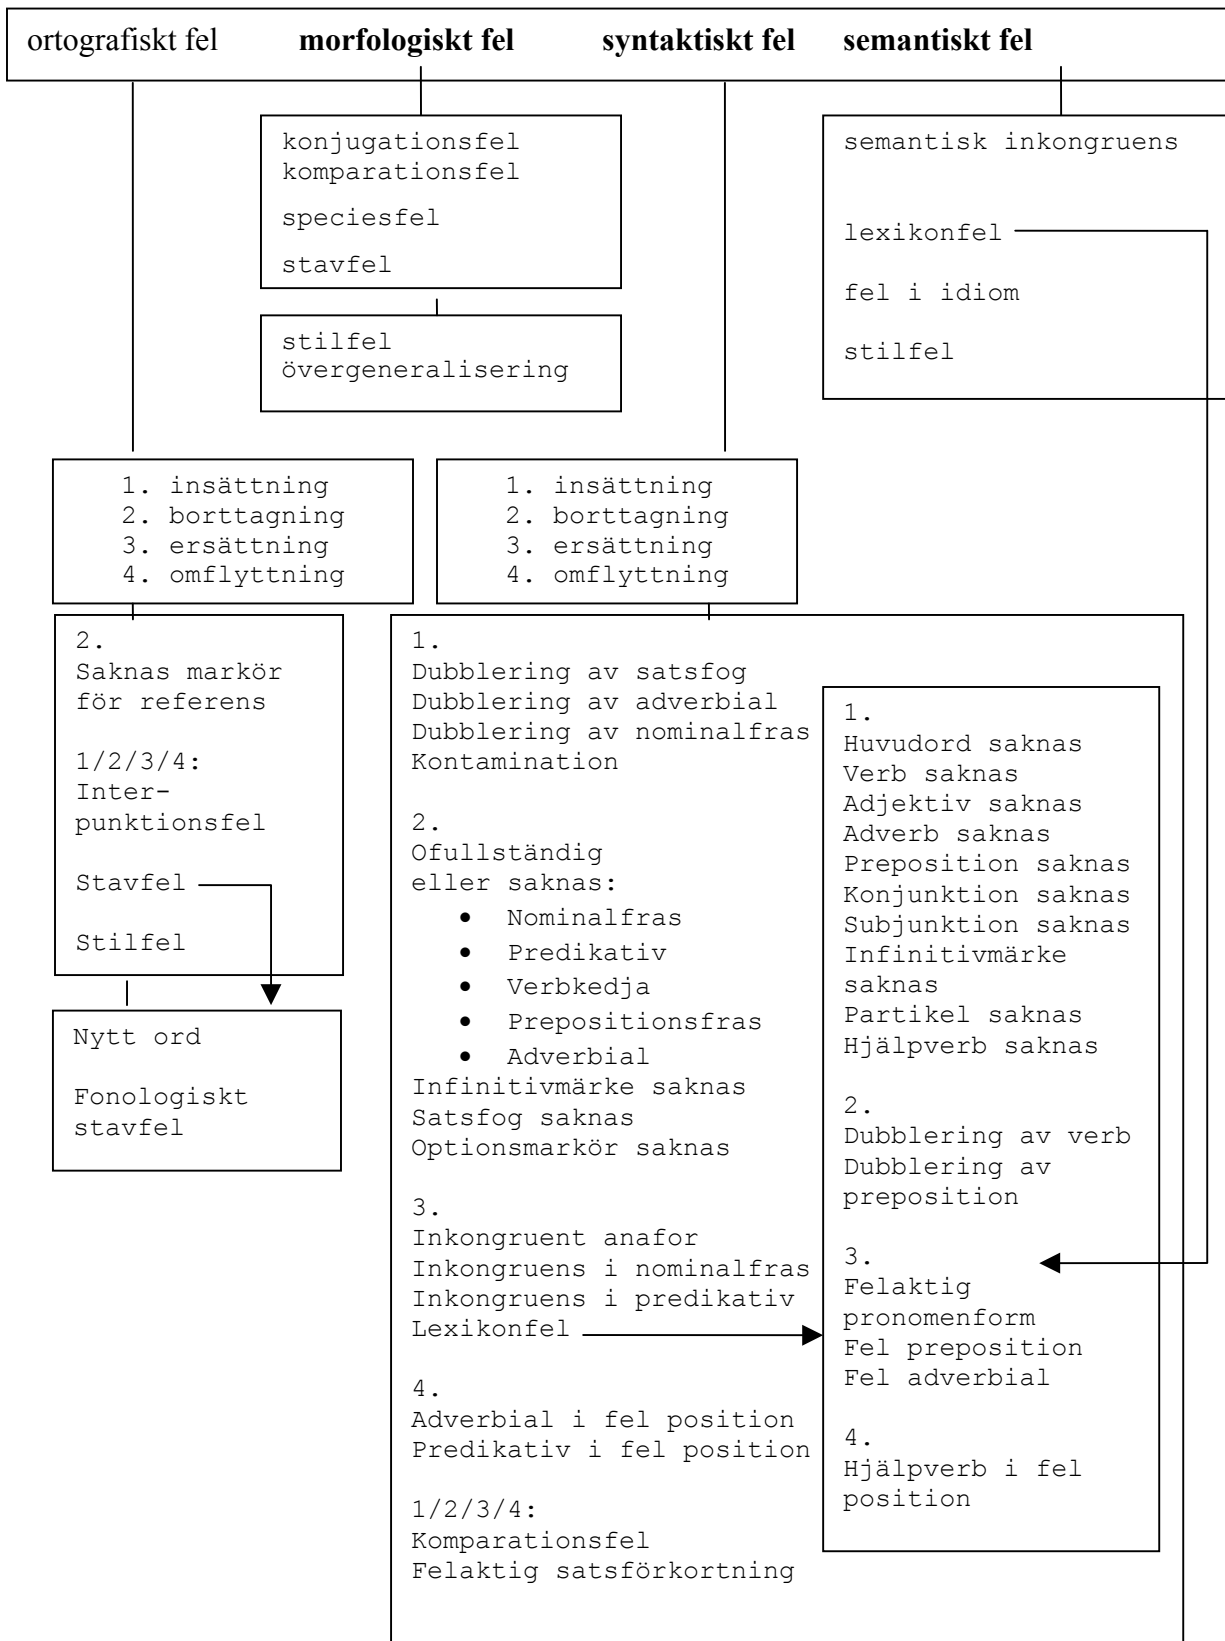 ortografiskt fel morfologiskt fel syntaktiskt fel semantiskt fel
konjugationsfel
komparationsfel
speciesfel
stavfel
stilfel
övergeneralisering
semantisk inkongruens
lexikonfel
fel i idiom
stilfel
1. insättning
2. borttagning
3. ersättning
4. omflyttning
1. insättning
2. borttagning
3. ersättning
4. omflyttning
2.
Saknas markör
för referens
1/2/3/4:
Inter-
punktionsfel
Stavfel
Stilfel
Nytt ord
Fonologiskt
stavfel
1.
Dubblering av satsfog
Dubblering av adverbial
Dubblering av nominalfras
Kontamination
2.
Ofullständig
eller saknas:
• Nominalfras
• Predikativ
• Verbkedja
• Prepositionsfras
• Adverbial
Infinitivmärke saknas
Satsfog saknas
Optionsmarkör saknas
3.
Inkongruent anafor
Inkongruens i nominalfras
Inkongruens i predikativ
Lexikonfel
4.
Adverbial i fel position
Predikativ i fel position
1/2/3/4:
Komparationsfel
Felaktig satsförkortning
1.
Huvudord saknas
Verb saknas
Adjektiv saknas
Adverb saknas
Preposition saknas
Konjunktion saknas
Subjunktion saknas
Infinitivmärke
saknas
Partikel saknas
Hjälpverb saknas
2.
Dubblering av verb
Dubblering av
preposition
3.
Felaktig
pronomenform
Fel preposition
Fel adverbial
4.
Hjälpverb i fel
position